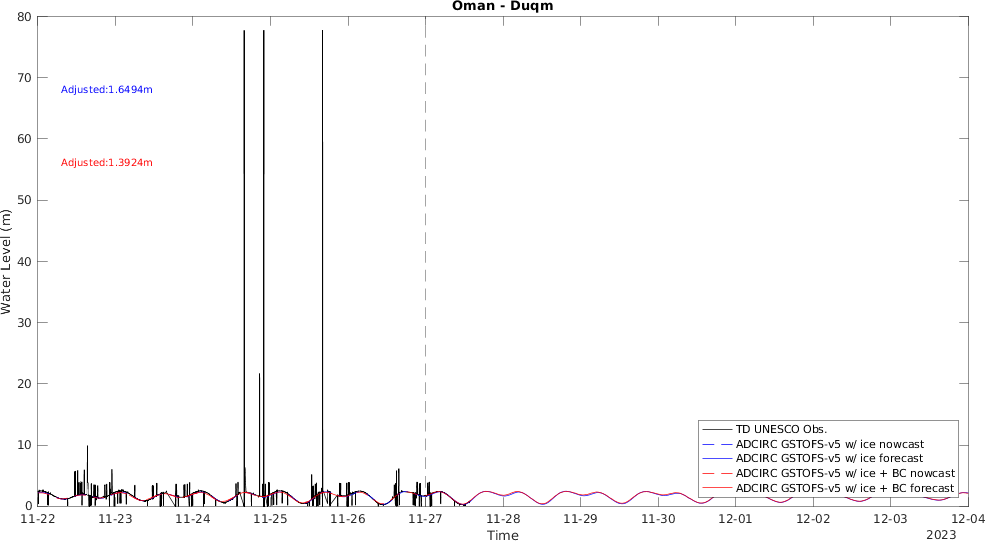 Oman - Duqm
80
70
60
50
40
30
20
10
0
Water Level (m)
Adjusted:1.6494m
Adjusted:1.3924m
TD UNESCO Obs.
ADCIRC GSTOFS-v5 w/ ice nowcast
ADCIRC GSTOFS-v5 w/ ice forecast
ADCIRC GSTOFS-v5 w/ ice + BC nowcast
ADCIRC GSTOFS-v5 w/ ice + BC forecast
11-22 11-23 11-24 11-25 11-26 11-27 11-28 11-29 11-30 12-01 12-02 12-03 12-04
Time
2023